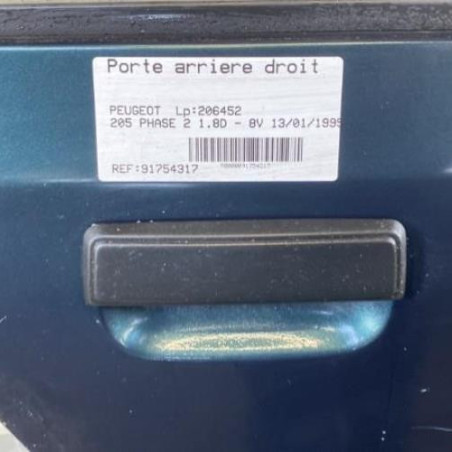 Porte arriere droit
PEUGEOT Lp:206452
205 PHASE 2 1.8D - 8V 13/01/1995
REF:91754317